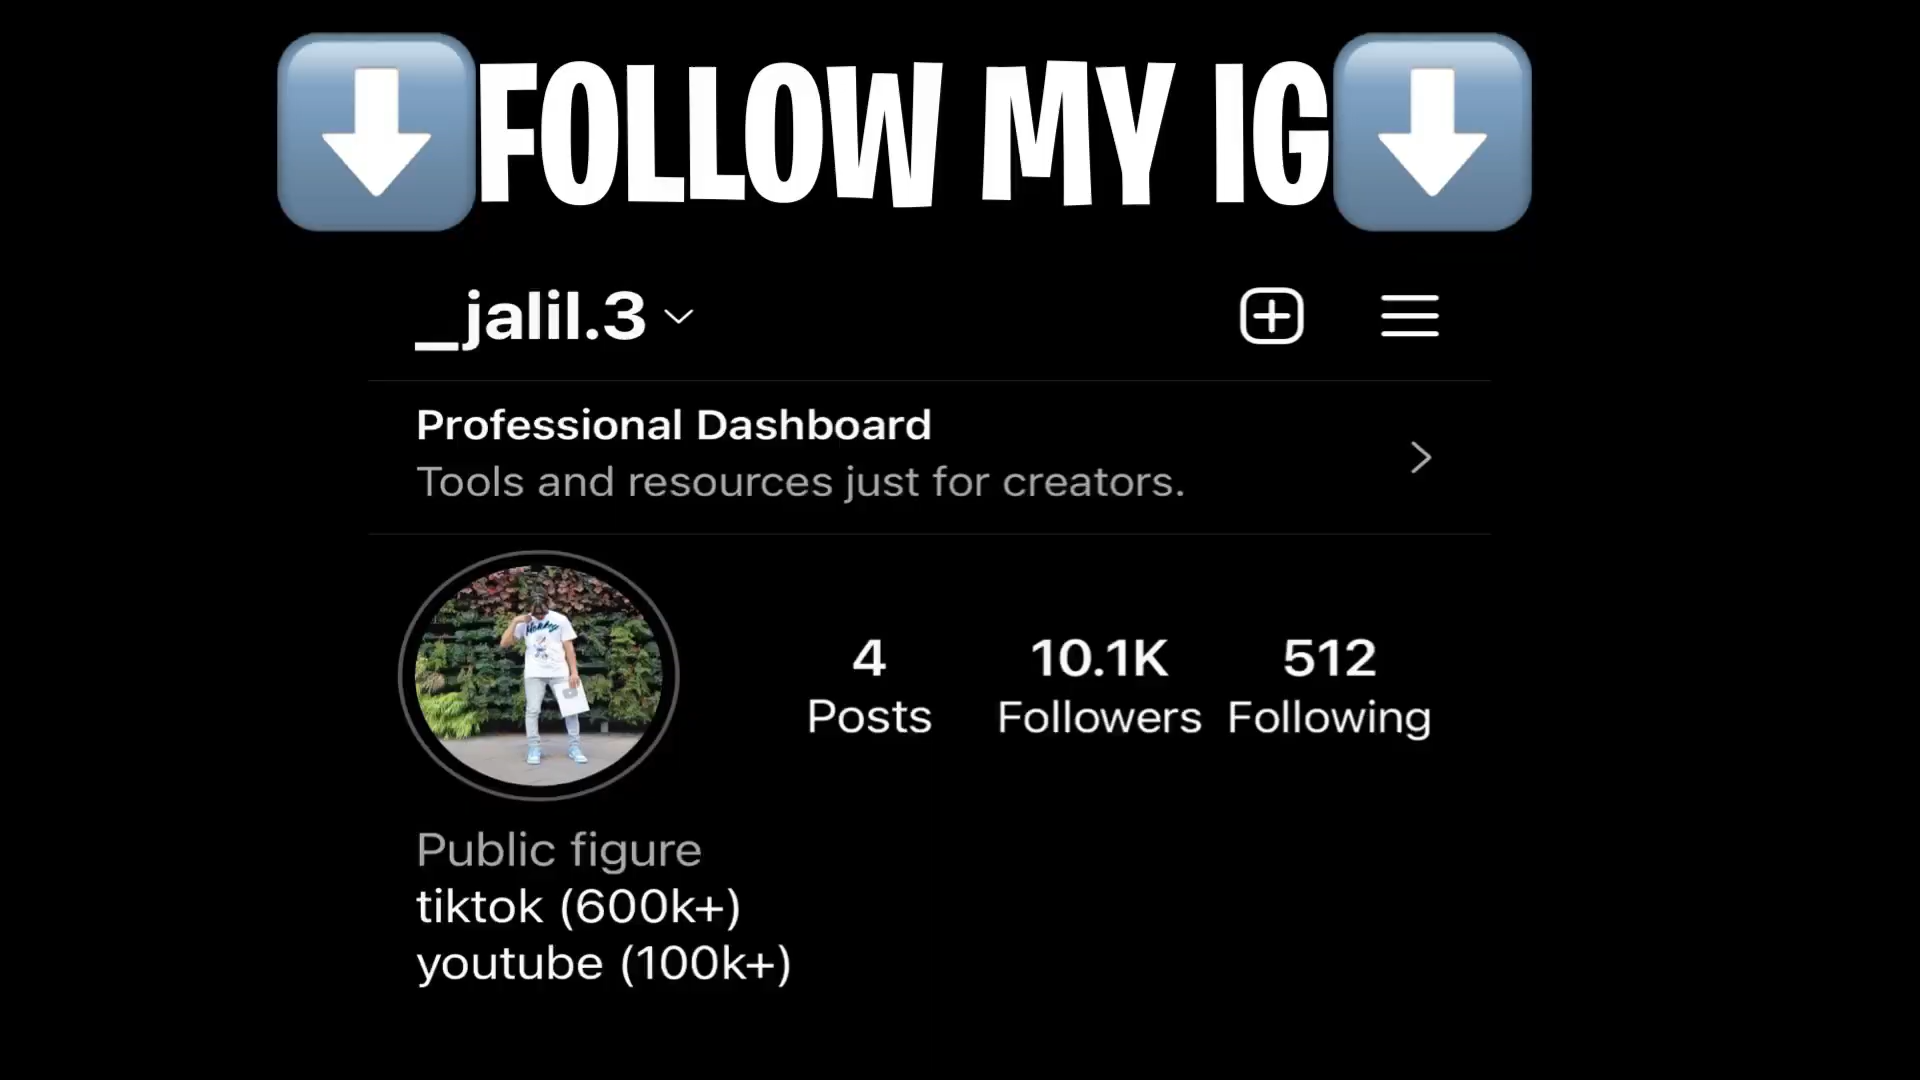 FOLLOW MY IG
_jalil.3
Professional Dashboard
Tools and resources just for creators.
4 10.1K 512
Posts Followers Following
Public figure
tiktok (600k+)
youtube (100k+)